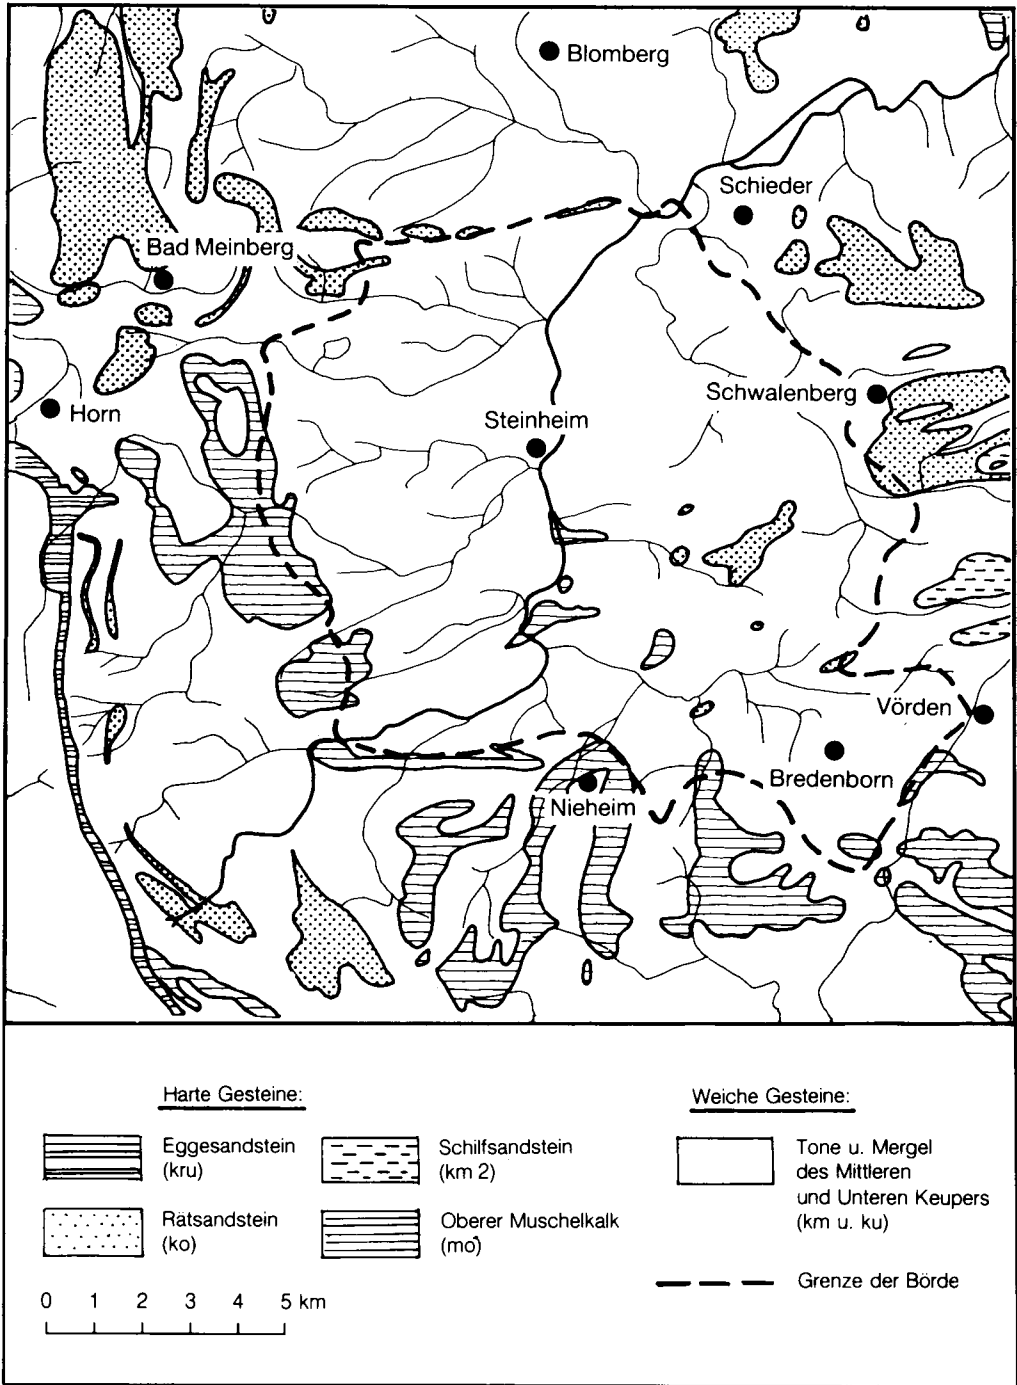 Blomberg
Schieder
Bad Meinberg
Schwalenberg
Horn
Steinheim
Vörden
Bredenborn
Nieheim
Harte Gesteine:
Eggesandstein
(kru)
Rätsandstein
(ko)
Schilfsandstein
(km 2)
Oberer Muschelkalk
(mo)
Weiche Gesteine:
Tone u. Mergel
des Mittleren
und Unteren Keupers
(km u. ku)
Grenze der Börde
0 1 2 3 4 5 km